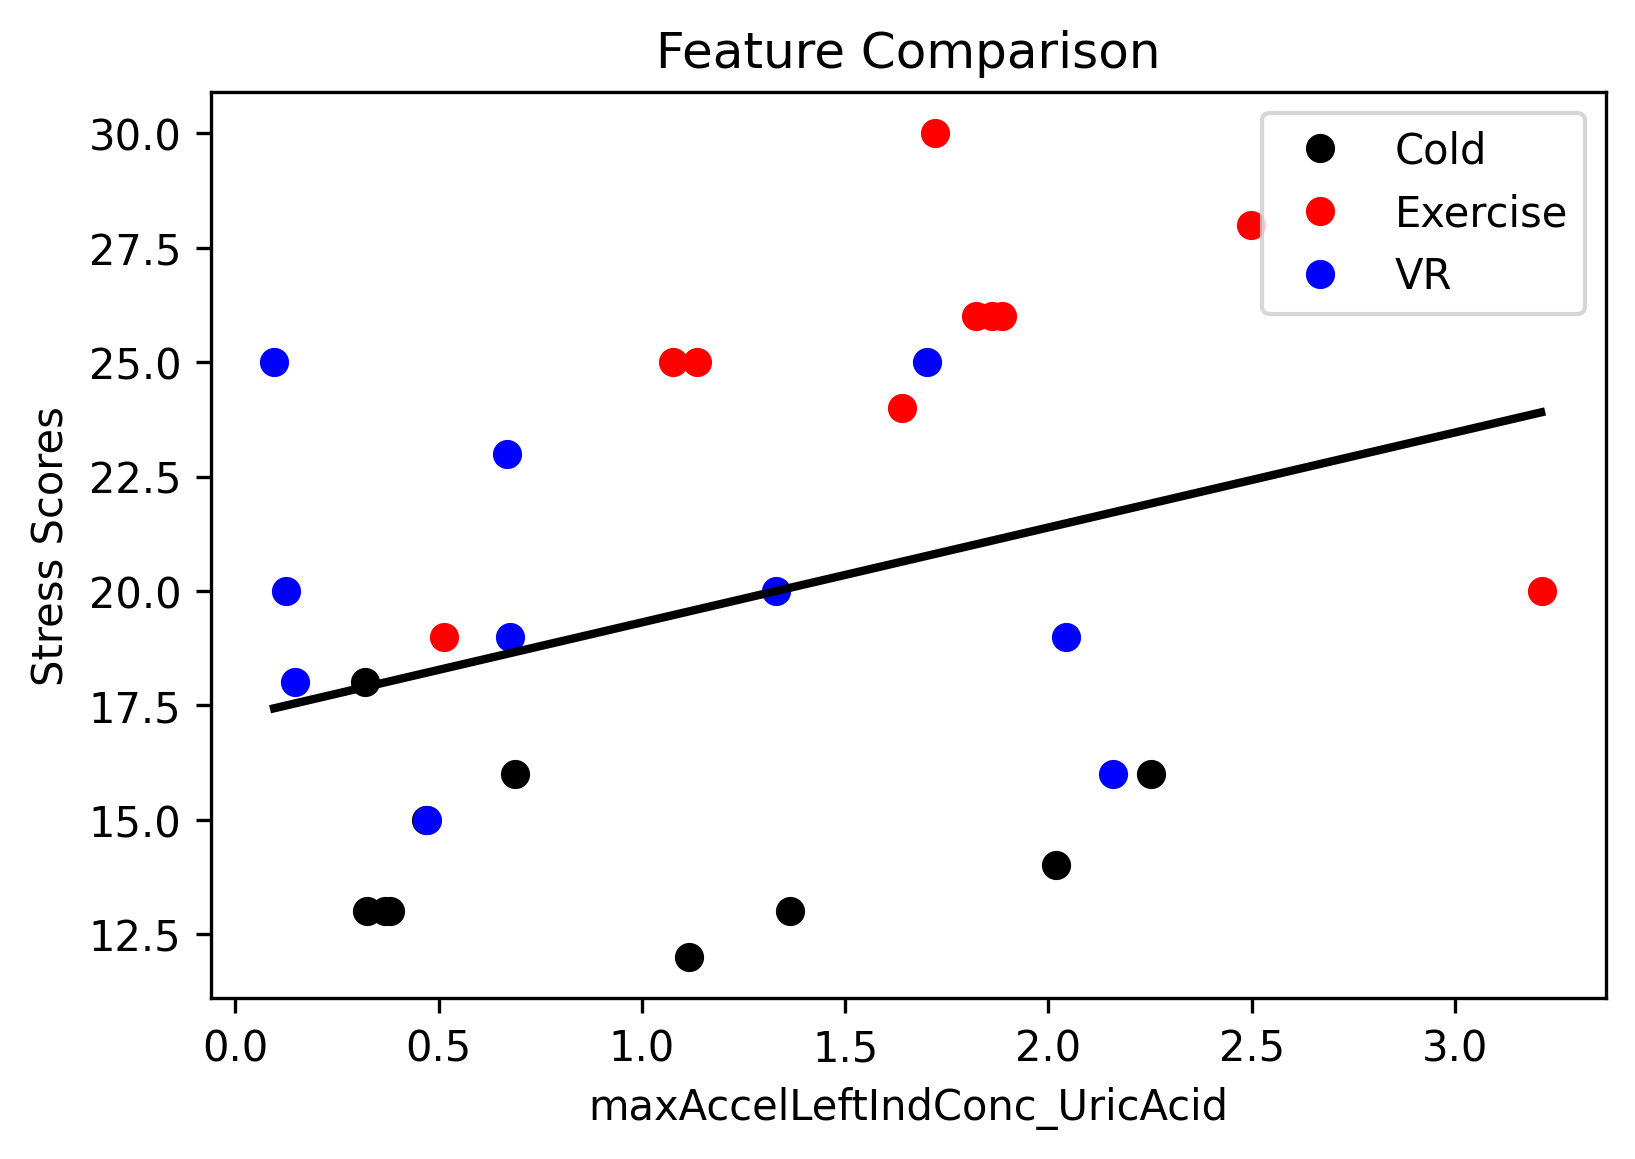 Feature Comparison
30.0
27.5
25.0
22.5
20.0
17.5
15.0
12.5
Stress Scores
Cold
Exercise
VR
0.0 0.5 1.0 1.5 2.0 2.5 3.0
maxAccelLeftIndConc_UricAcid